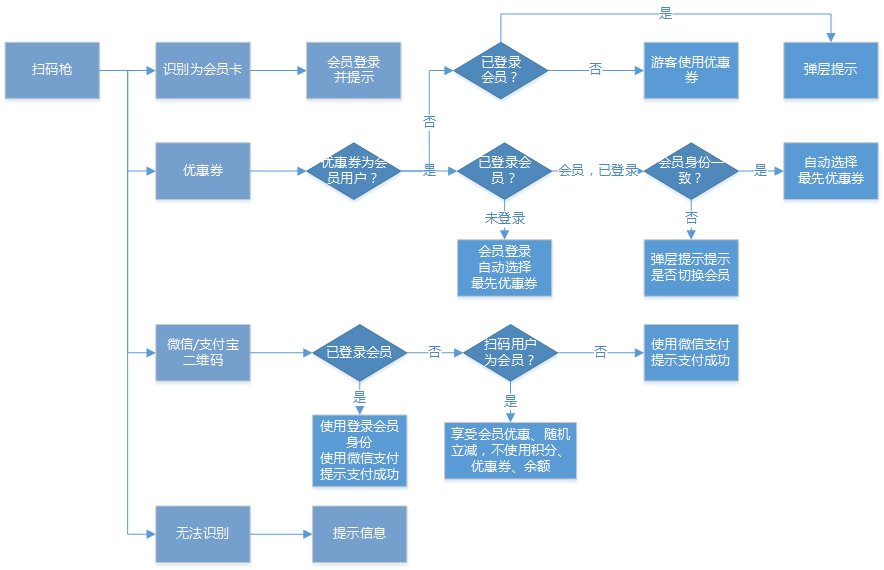 是
扫码枪
识别为会员卡
会员登录
并提示
已登录
会员？
否
游客使用优惠
券
弹层提示
否
优惠券
优惠券为会
员用户？
是
已登录会
员？
会员，已登录
会员身份一
致？
是
自动选择
最先优惠券
未登录
否
会员登录
自动选择
最先优惠券
弹层提示提示
是否切换会员
微信/支付宝
二维码
已登录会员
否
扫码用户
为会员？
否
使用微信支付
提示支付成功
是
是
使用登录会员
身份
使用微信支付
提示支付成功
享受会员优惠、随机
立减，不使用积分、
优惠券、余额
无法识别
提示信息